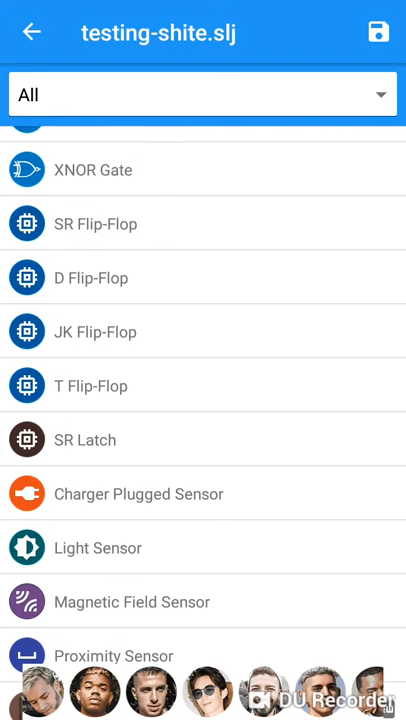 testing-shite.slj
All
XNOR Gate
SR Flip-Flop
D Flip-Flop
JK Flip-Flop
T Flip-Flop
SR Latch
Charger Plugged Sensor
Light Sensor
Magnetic Field Sensor
Proximity Sensor
DU Recorder